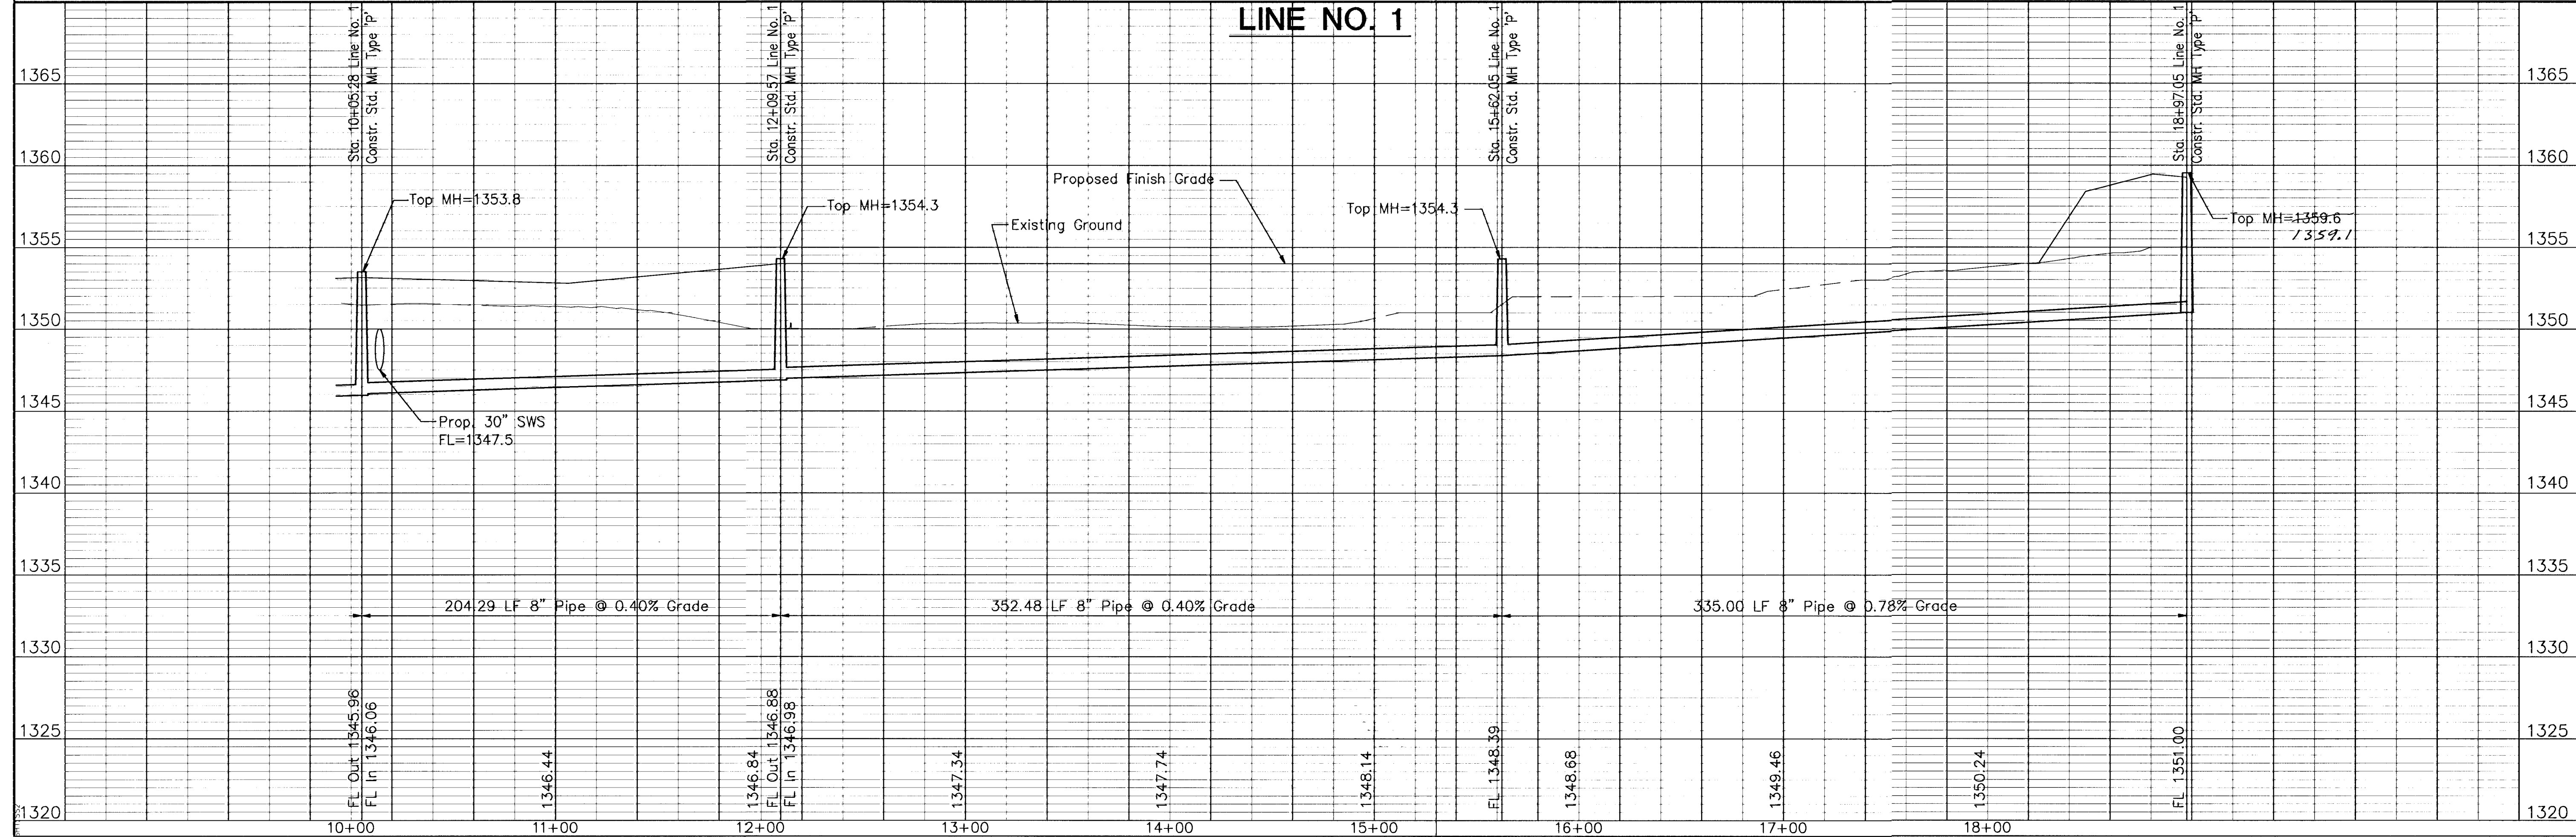 LINE NO. 1
Sta. 10+05.28 Line No. 1
Constr. Std. MH Type 'P'
Sta. 12+09.57 Line No. 1
Constr. Std. MH Type 'P'
Sta. 15+62.05 Line No. 1
Constr. Std. MH Type 'P'
Sta. 18+97.05 Line No. 1
Constr. Std. MH Type 'P'
1365
1365
1360
1360
Proposed Finish Grade
Top MH=1353.8
Top MH=1354.3
Top MH=1354.3
Top MH=1359.6
1359.1
Existing Ground
1355
1355
1350
1350
1345
1345
Prop. 30" SWS
FL=1347.5
1340
1340
1335
1335
204.29 LF 8" Pipe @ 0.40% Grade
352.48 LF 8" Pipe @ 0.40% Grade
335.00 LF 8" Pipe @ 0.78% Grade
1330
1330
1325
1325
FL Out 1345.96
FL In 1346.06
1346.44
1346.84
FL Out 1346.88
FL In 1346.98
1347.34
1347.74
1348.14
FL 1348.39
1348.68
1349.46
1350.24
FL 1351.00
1320
1320
10+00
11+00
12+00
13+00
14+00
15+00
16+00
17+00
18+00